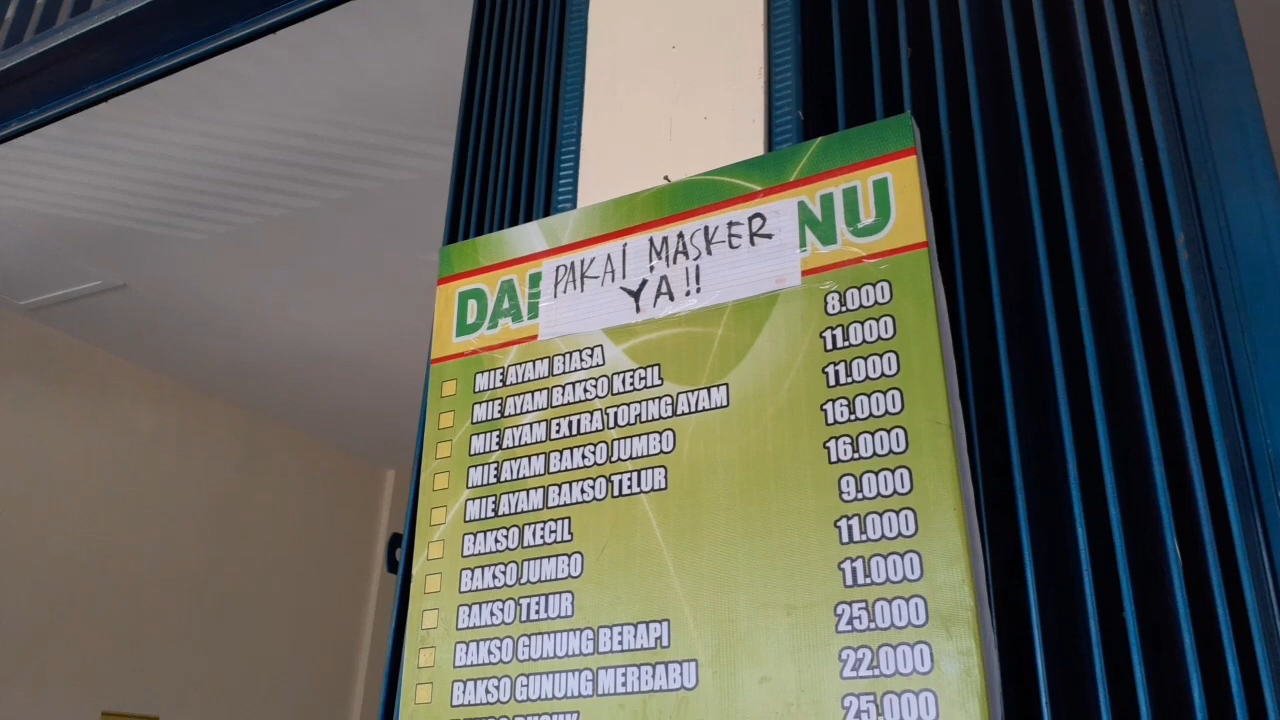 DA NU
PAKAI MASKER
YA!!
MIE AYAM BIASA 8.000
MIE AYAM BAKSO KECIL 11.000
MIE AYAM EXTRA TOPING AYAM 11.000
MIE AYAM BAKSO JUMBO 16.000
MIE AYAM BAKSO TELUR 16.000
BAKSO KECIL 9.000
BAKSO JUMBO 11.000
BAKSO TELUR 11.000
BAKSO GUNUNG BERAPI 25.000
BAKSO GUNUNG MERBABU 22.000
25.000